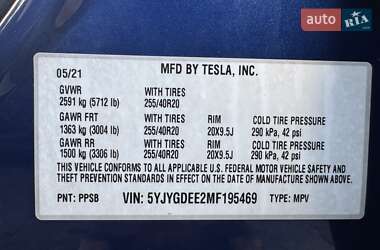 auto RIA.com
05/21 MFD BY TESLA, INC.
GVWR WITH TIRES
2591 kg (5712 lb) 255/40R20
GAWR FRT WITH TIRES RIM COLD TIRE PRESSURE
1363 kg (3004 lb) 255/40R20 20X9.5J 290 kPa, 42 psi
GAWR RR WITH TIRES RIM COLD TIRE PRESSURE
1500 kg (3306 lb) 255/40R20 20X9.5J 290 kPa, 42 psi
THIS VEHICLE CONFORMS TO ALL APPLICABLE U.S. FEDERAL MOTOR VEHICLE SAFETY
AND THEFT PREVENTION STANDARDS IN EFFECT ON THE DATE OF MANUFACTURE SHOWN
ABOVE.
PNT: PPSB VIN: 5YJYGDEE2MF195469 TYPE: MPV